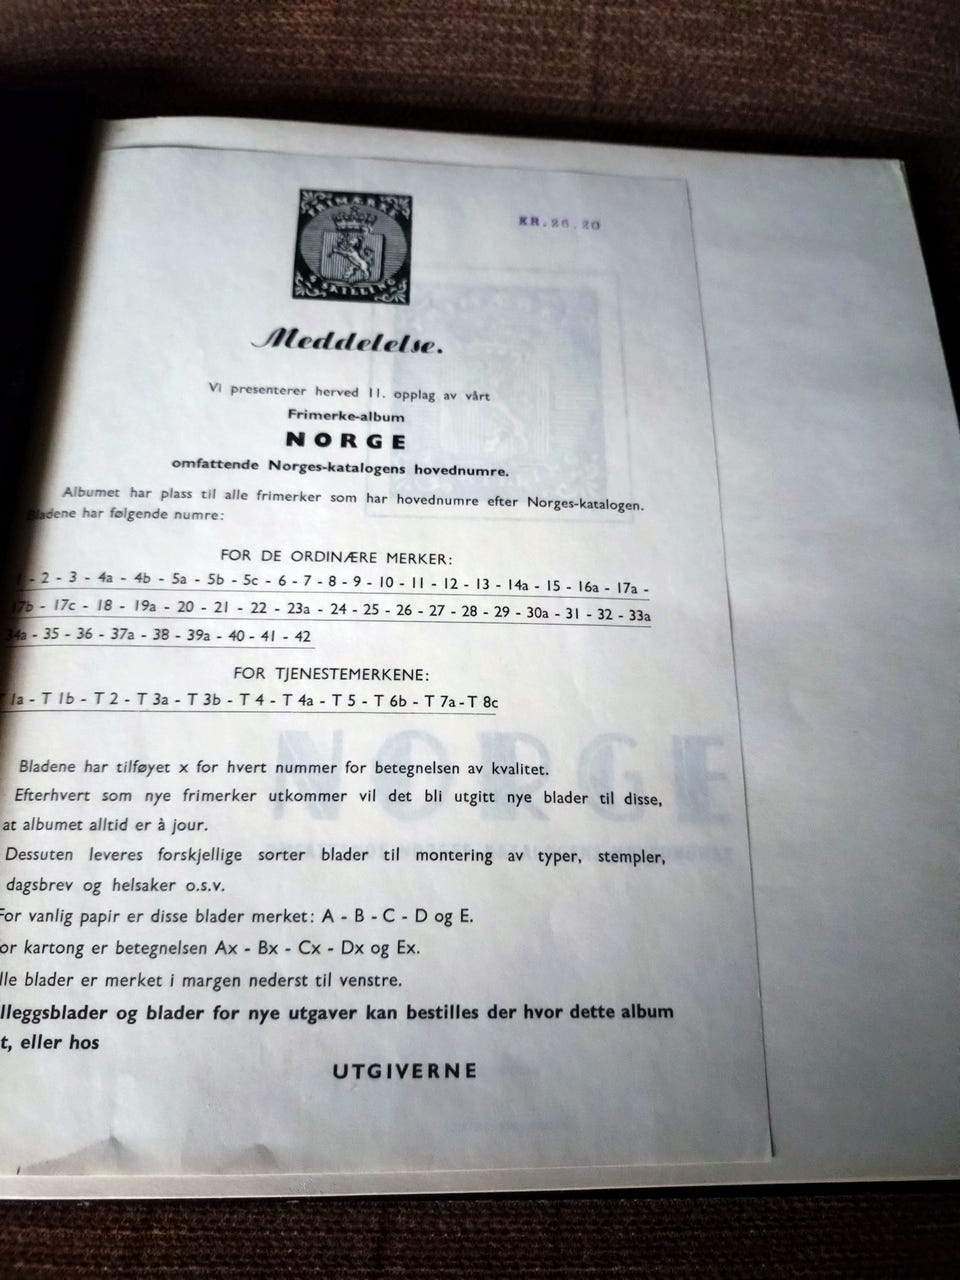 FRIMÆRKE
4 SKILLING
KR.26.20
Meddelelse.
Vi presenterer herved 11. opplag av vårt
Frimerke-album
NORGE
omfattende Norges-katalogens hovednumre.
Albumet har plass til alle frimerker som har hovednumre efter Norges-katalogen.
Bladene har følgende numre:
FOR DE ORDINÆRE MERKER:
1 - 2 - 3 - 4a - 4b - 5a - 5b - 5c - 6 - 7 - 8 - 9 - 10 - 11 - 12 - 13 - 14a - 15 - 16a - 17a -
17b - 17c - 18 - 19a - 20 - 21 - 22 - 23a - 24 - 25 - 26 - 27 - 28 - 29 - 30a - 31 - 32 - 33a
34a - 35 - 36 - 37a - 38 - 39a - 40 - 41 - 42
FOR TJENESTEMERKENE:
T 1a - T 1b - T 2 - T 3a - T 3b - T 4 - T 4a - T 5 - T 6b - T 7a - T 8c
Bladene har tilføyet x for hvert nummer for betegnelsen av kvalitet.
Efterhvert som nye frimerker utkommer vil det bli utgitt nye blader til disse,
at albumet alltid er å jour.
Dessuten leveres forskjellige sorter blader til montering av typer, stempler,
dagsbrev og helsaker o.s.v.
For vanlig papir er disse blader merket: A - B - C - D og E.
or kartong er betegnelsen Ax - Bx - Cx - Dx og Ex.
lle blader er merket i margen nederst til venstre.
lleggsblader og blader for nye utgaver kan bestilles der hvor dette album
t, eller hos
UTGIVERNE
NORGE